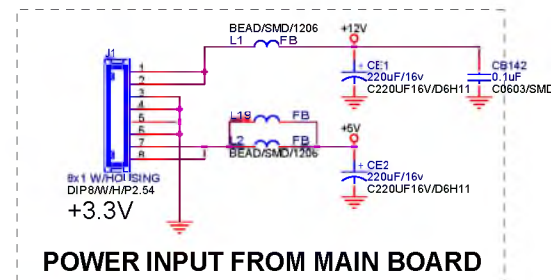 BEAD/SMD/1206
L1 FB
+12V
J1
1
2
3
4
5
6
7
8
CE1
220uF/16v
C220UF16V/D6H11
CB142
0.1uF
C0603/SMD
L19 FB
L2 FB
BEAD/SMD/1206
+5V
CE2
220uF/16v
C220UF16V/D6H11
8x1 W/HOUSING
DIP8/W/H/P2.54
+3.3V
POWER INPUT FROM MAIN BOARD